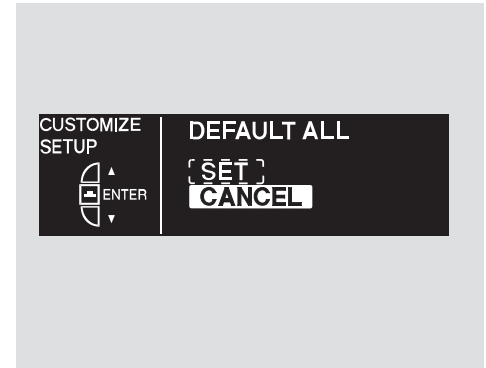 CUSTOMIZE
SETUP
ENTER
DEFAULT ALL
SET
CANCEL